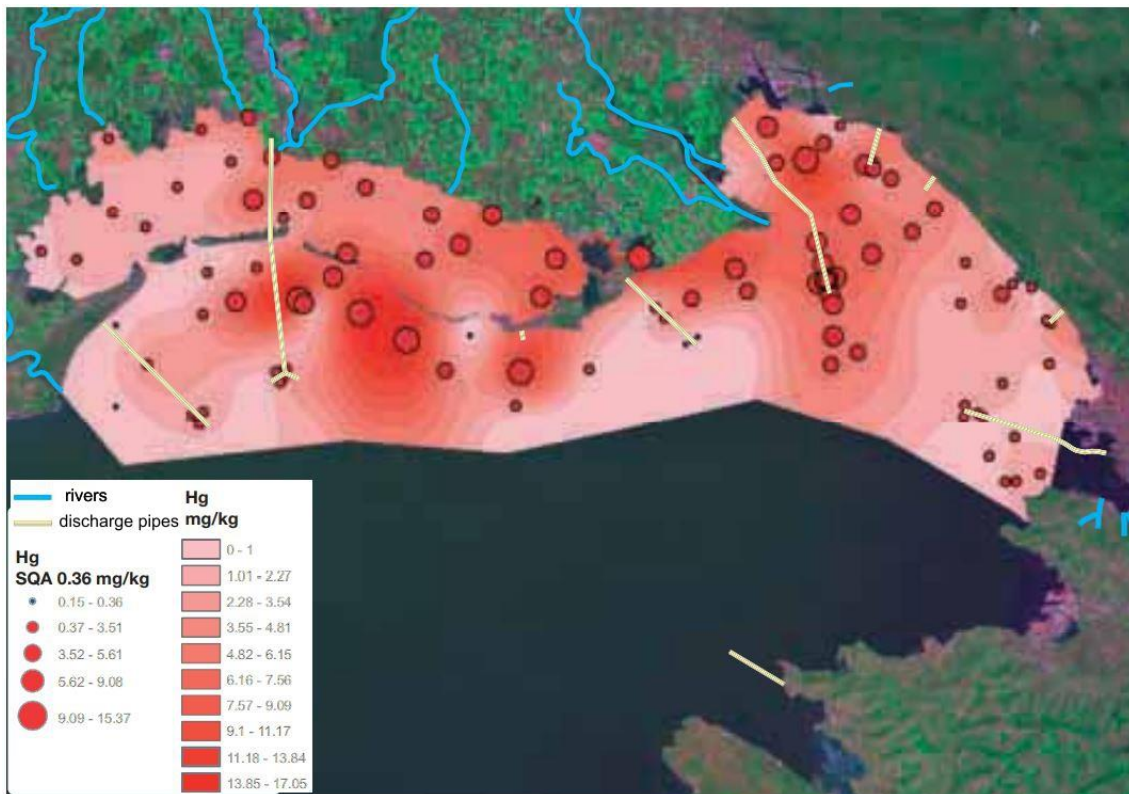 rivers
discharge pipes
Hg
SQA 0.36 mg/kg
0.15 - 0.36
0.37 - 3.51
3.52 - 5.61
5.62 - 9.08
9.09 - 15.37
Hg
mg/kg
0 - 1
1.01 - 2.27
2.28 - 3.54
3.55 - 4.81
4.82 - 6.15
6.16 - 7.56
7.57 - 9.09
9.1 - 11.17
11.18 - 13.84
13.85 - 17.05